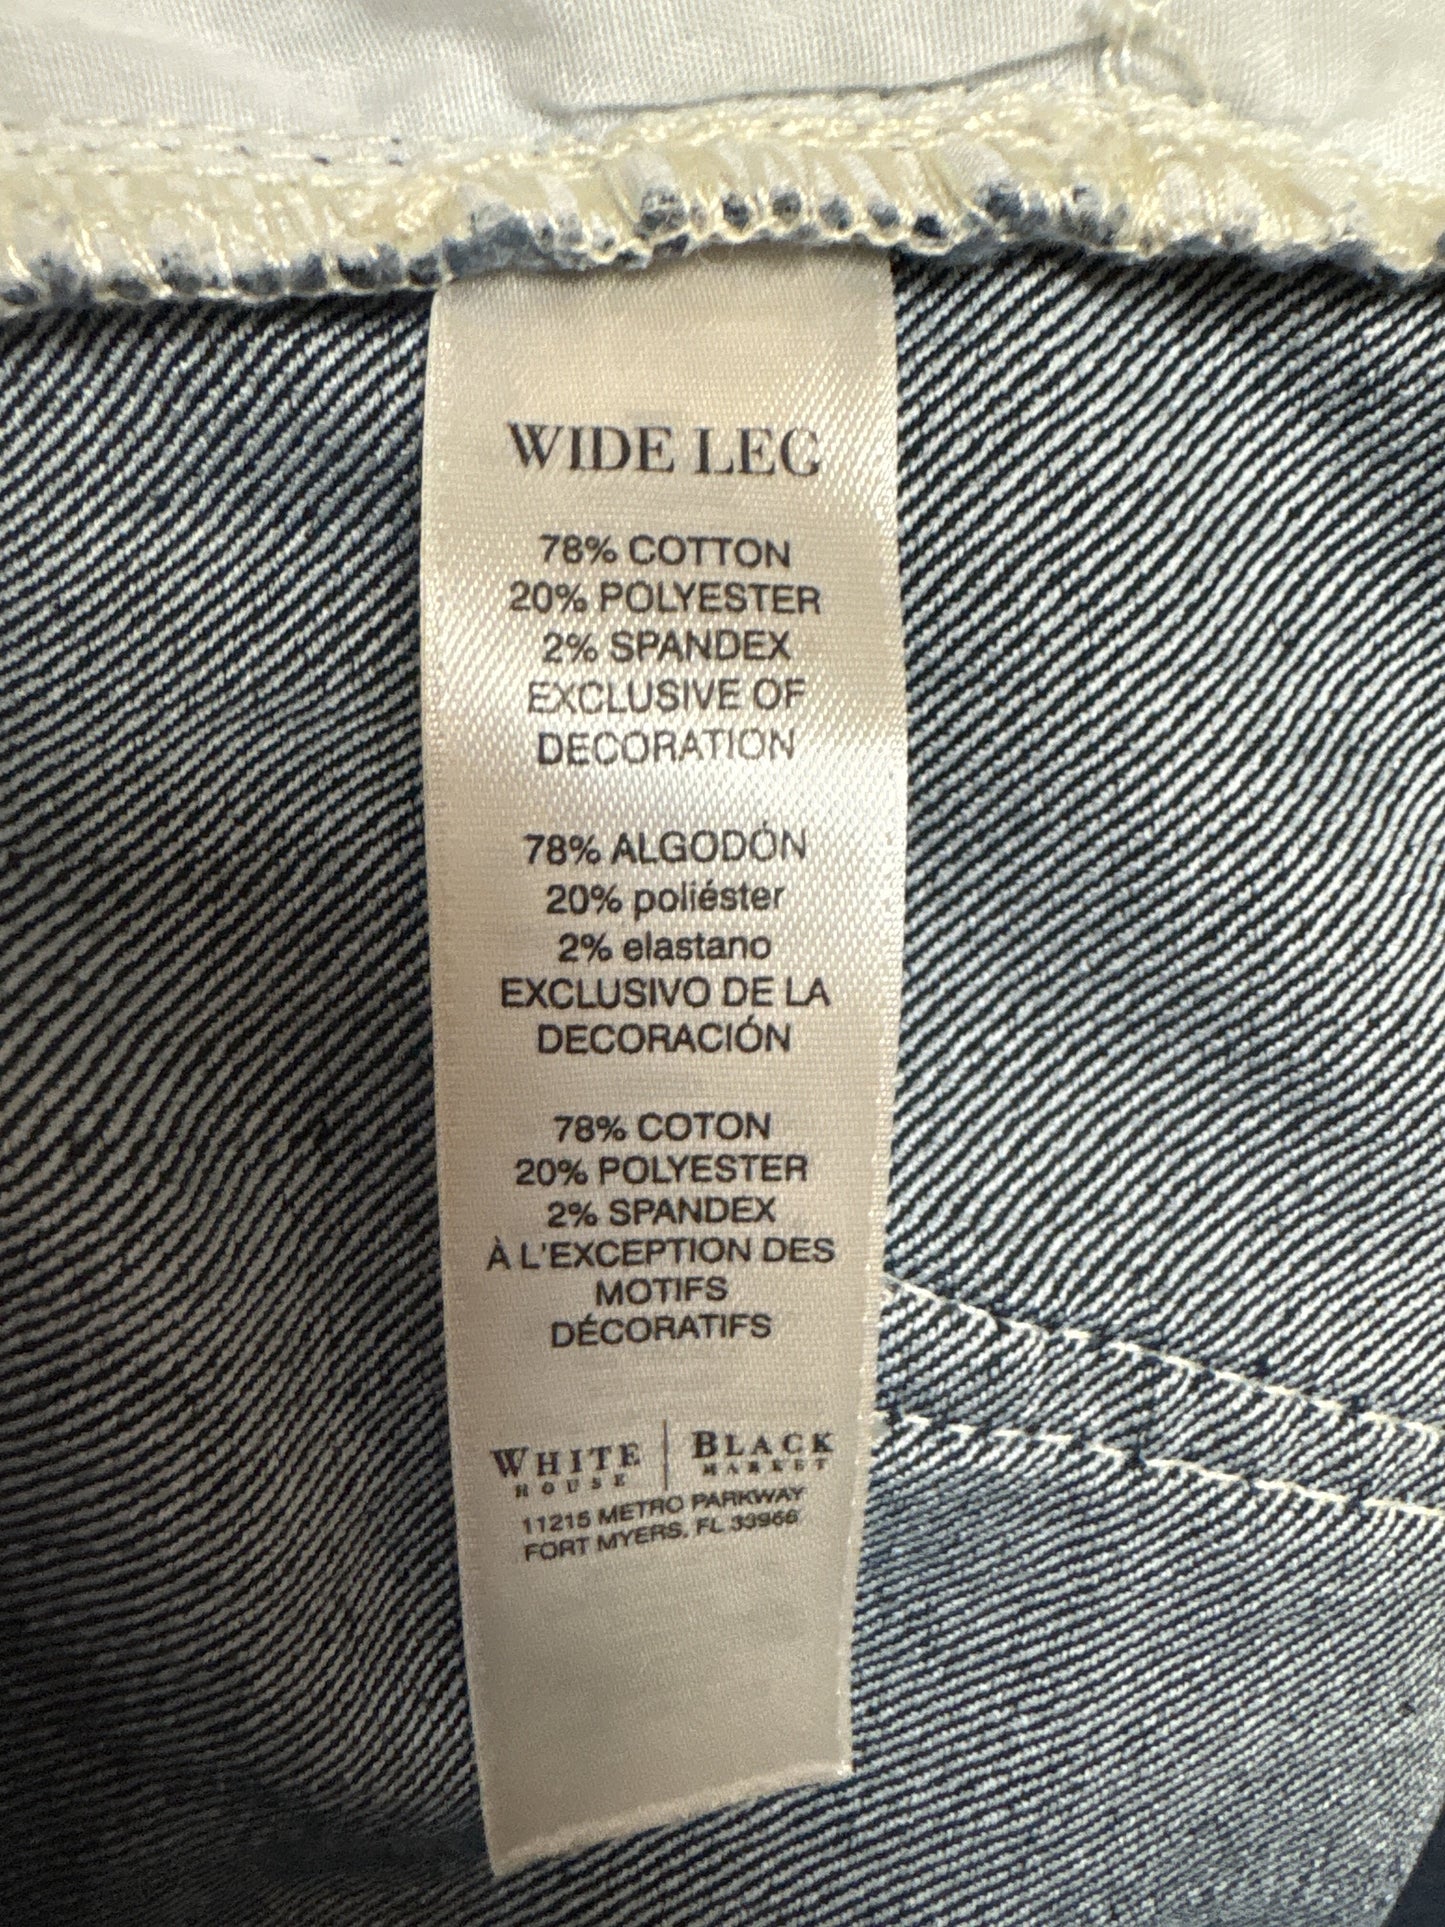 WIDE LEG
78% COTTON
20% POLYESTER
2% SPANDEX
EXCLUSIVE OF
DECORATION
78% ALGODÓN
20% poliéster
2% elastano
EXCLUSIVO DE LA
DECORACIÓN
78% COTON
20% POLYESTER
2% SPANDEX
À L'EXCEPTION DES
MOTIFS
DÉCORATIFS
WHITE HOUSE | BLACK MARKET
11215 METRO PARKWAY
FORT MYERS, FL 33966